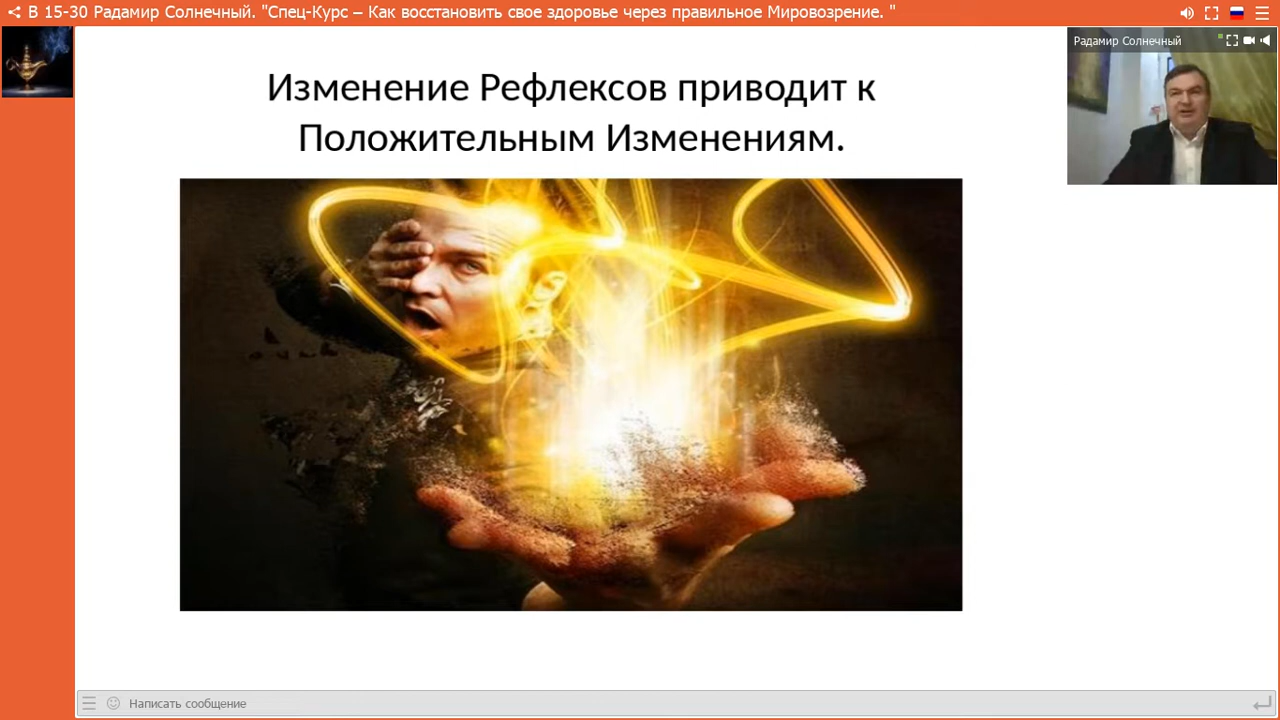 В 15-30 Радамир Солнечный. "Спец-Курс – Как восстановить свое здоровье через правильное Мировозрение. "
Радамир Солнечный
Изменение Рефлексов приводит к
Положительным Изменениям.
Написать сообщение